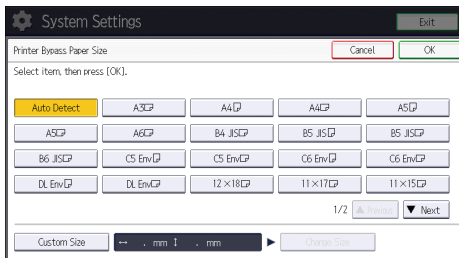 System Settings Exit
Printer Bypass Paper Size Cancel OK
Select item, then press [OK].
Auto Detect A3 A4 A4 A5
A5 A6 B4 JIS B5 JIS B5 JIS
B6 JIS C5 Env C5 Env C6 Env C6 Env
DL Env DL Env 12×18 11×17 11×15
1/2 ▲ Previous ▼ Next
Custom Size ↔ . mm ↕ . mm ▶ Change Size